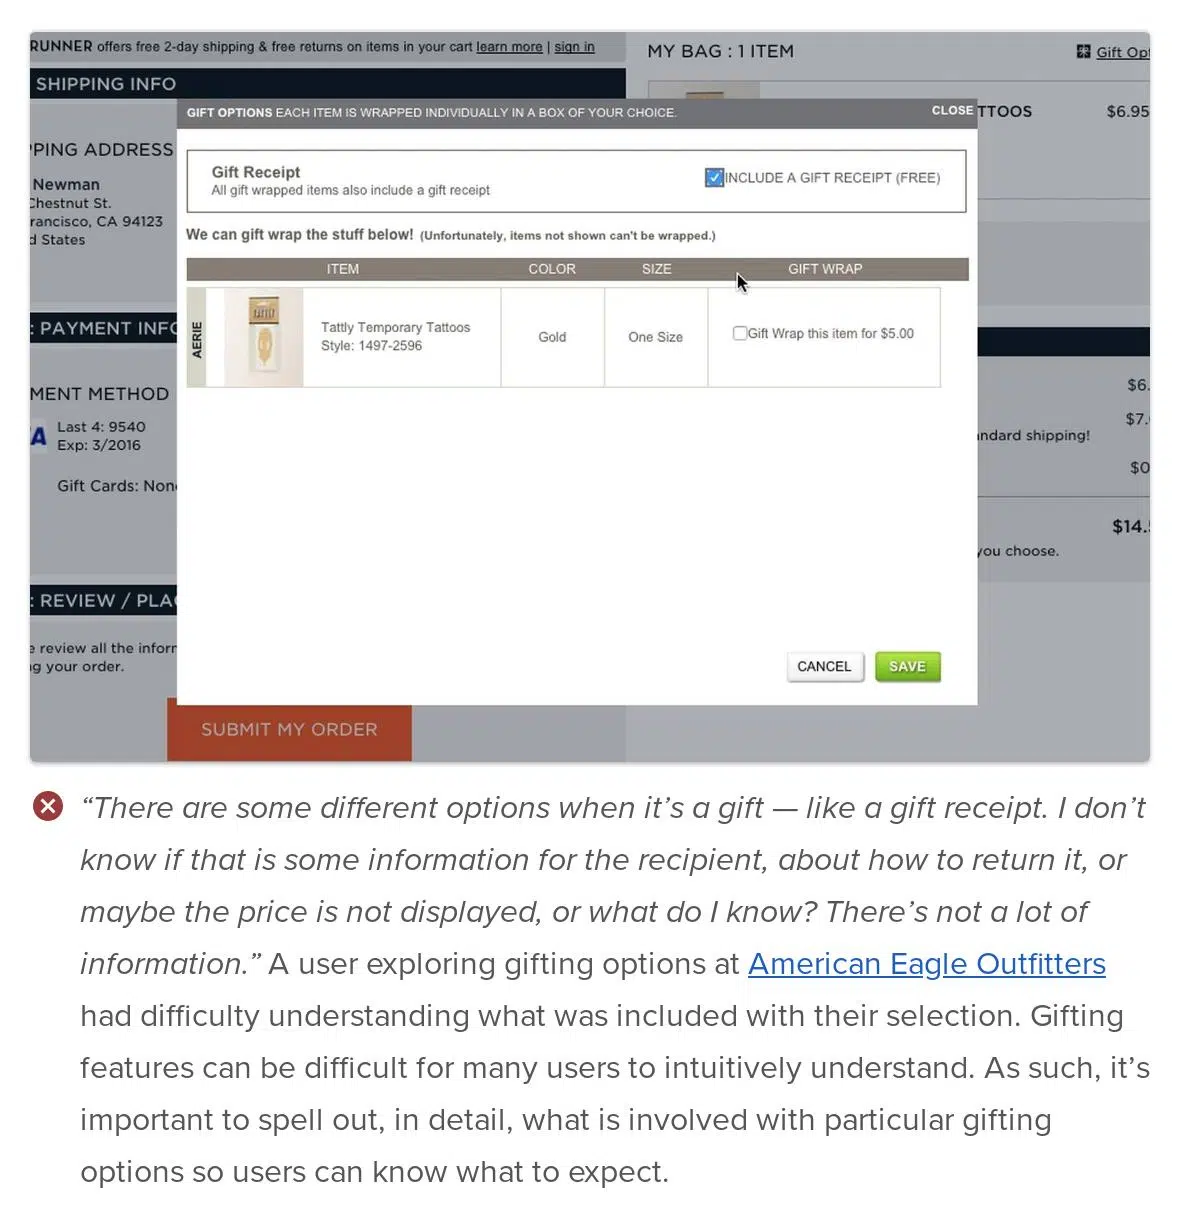 RUNNER offers free 2-day shipping & free returns on items in your cart learn more | sign in
MY BAG : 1 ITEM
Gift Op
SHIPPING INFO
GIFT OPTIONS EACH ITEM IS WRAPPED INDIVIDUALLY IN A BOX OF YOUR CHOICE.
CLOSE
TTOOS
$6.95
PPING ADDRESS
Newman
Chestnut St.
rancisco, CA 94123
d States
Gift Receipt
All gift wrapped items also include a gift receipt
INCLUDE A GIFT RECEIPT (FREE)
We can gift wrap the stuff below! (Unfortunately, items not shown can't be wrapped.)
ITEM COLOR SIZE GIFT WRAP
AERIE
Tattly Temporary Tattoos
Style: 1497-2596
Gold
One Size
Gift Wrap this item for $5.00
: PAYMENT INFO
MENT METHOD
Last 4: 9540
Exp: 3/2016
Gift Cards: Non
$6.
$7.
andard shipping!
$0
$14.
you choose.
: REVIEW / PLA
e review all the inforr
ng your order.
CANCEL
SAVE
SUBMIT MY ORDER
“There are some different options when it’s a gift — like a gift receipt. I don’t
know if that is some information for the recipient, about how to return it, or
maybe the price is not displayed, or what do I know? There’s not a lot of
information.” A user exploring gifting options at American Eagle Outfitters
had difficulty understanding what was included with their selection. Gifting
features can be difficult for many users to intuitively understand. As such, it’s
important to spell out, in detail, what is involved with particular gifting
options so users can know what to expect.